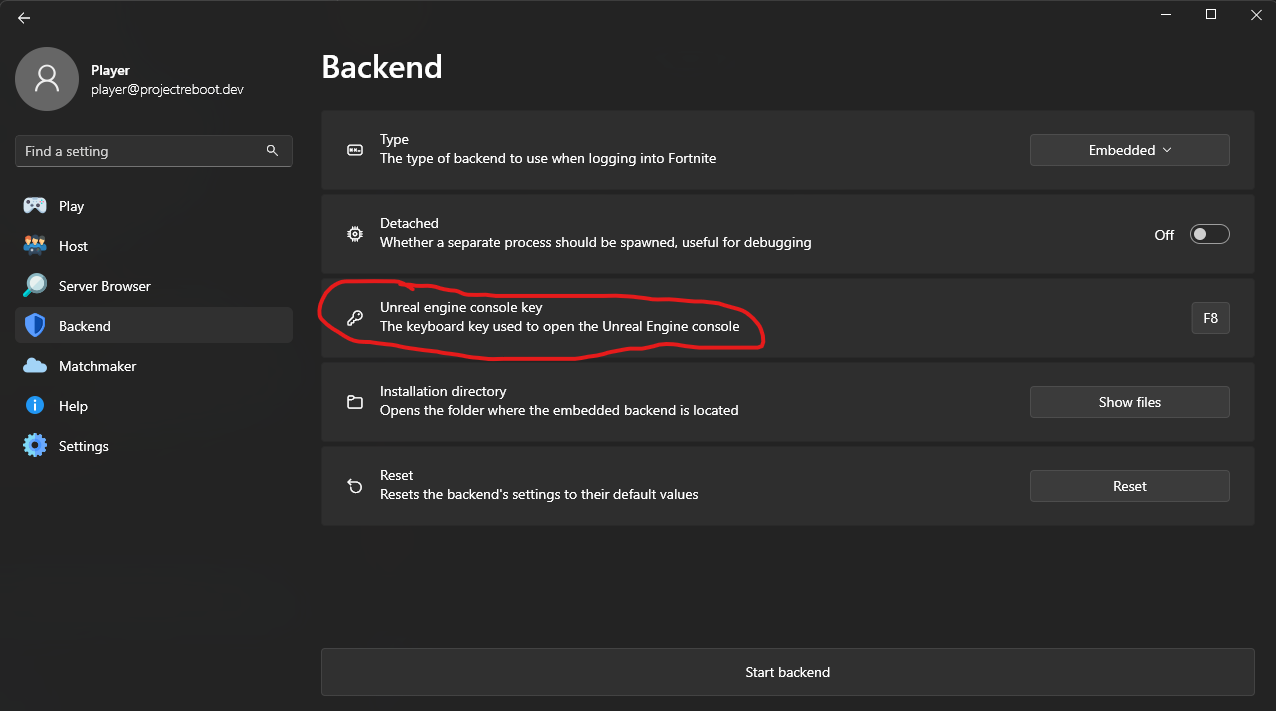 Player
player@projectreboot.dev
Find a setting
Play
Host
Server Browser
Backend
Matchmaker
Help
Settings
Backend
Type
The type of backend to use when logging into Fortnite
Embedded
Detached
Whether a separate process should be spawned, useful for debugging
Off
Unreal engine console key
The keyboard key used to open the Unreal Engine console
F8
Installation directory
Opens the folder where the embedded backend is located
Show files
Reset
Resets the backend's settings to their default values
Reset
Start backend